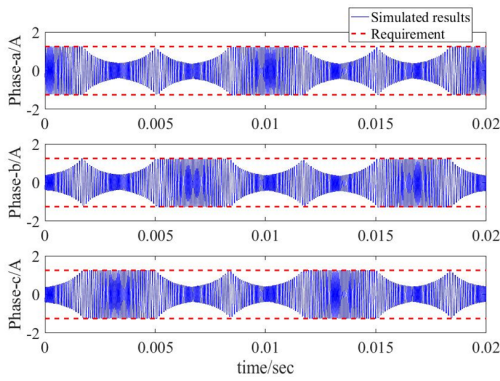 Simulated results
Requirement
Phase-a/A
2
0
-2
0 0.005 0.01 0.015 0.02
Phase-b/A
2
0
-2
0 0.005 0.01 0.015 0.02
Phase-c/A
2
0
-2
0 0.005 0.01 0.015 0.02
time/sec